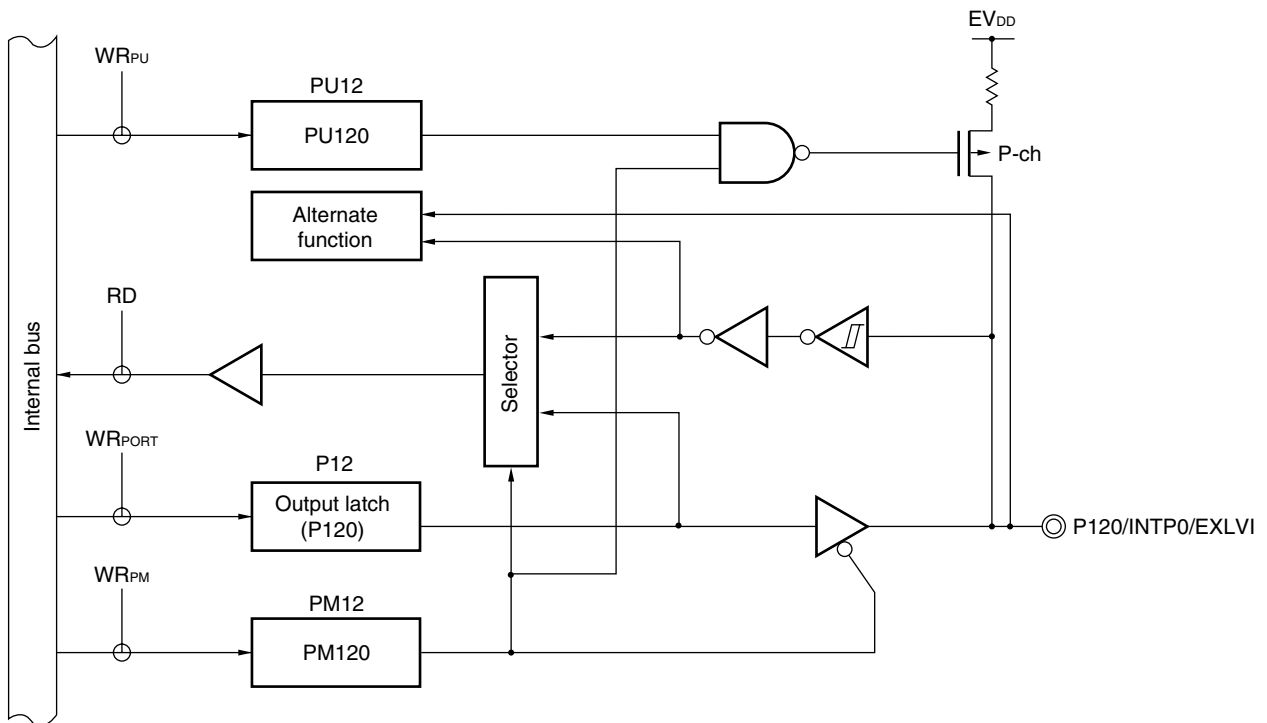 EVDD
WRPU
PU12
PU120
P-ch
Alternate
function
RD
Selector
Internal bus
WRPORT
P12
Output latch
(P120)
P120/INTP0/EXLVI
WRPM
PM12
PM120